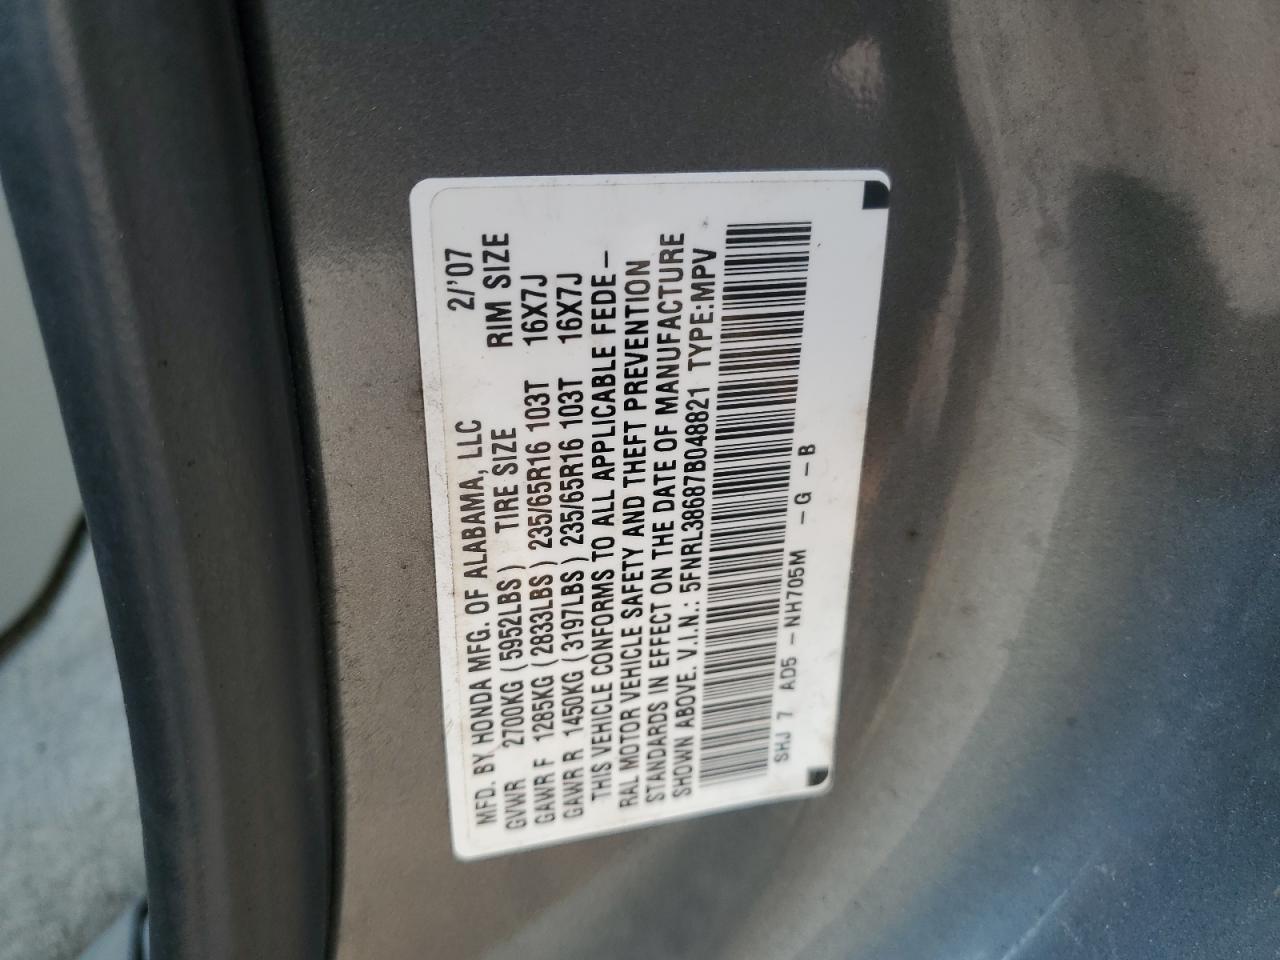 MFD. BY HONDA MFG. OF ALABAMA, LLC 2/'07
GVWR 2700KG (5952LBS) TIRE SIZE RIM SIZE
GAWR F 1285KG (2833LBS) 235/65R16 103T 16X7J
GAWR R 1450KG (3197LBS) 235/65R16 103T 16X7J
THIS VEHICLE CONFORMS TO ALL APPLICABLE FEDE-
RAL MOTOR VEHICLE SAFETY AND THEFT PREVENTION
STANDARDS IN EFFECT ON THE DATE OF MANUFACTURE
SHOWN ABOVE. V.I.N.: 5FNRL38687B048821 TYPE:MPV
SHJ 7 AD5 -NH705M -G -B